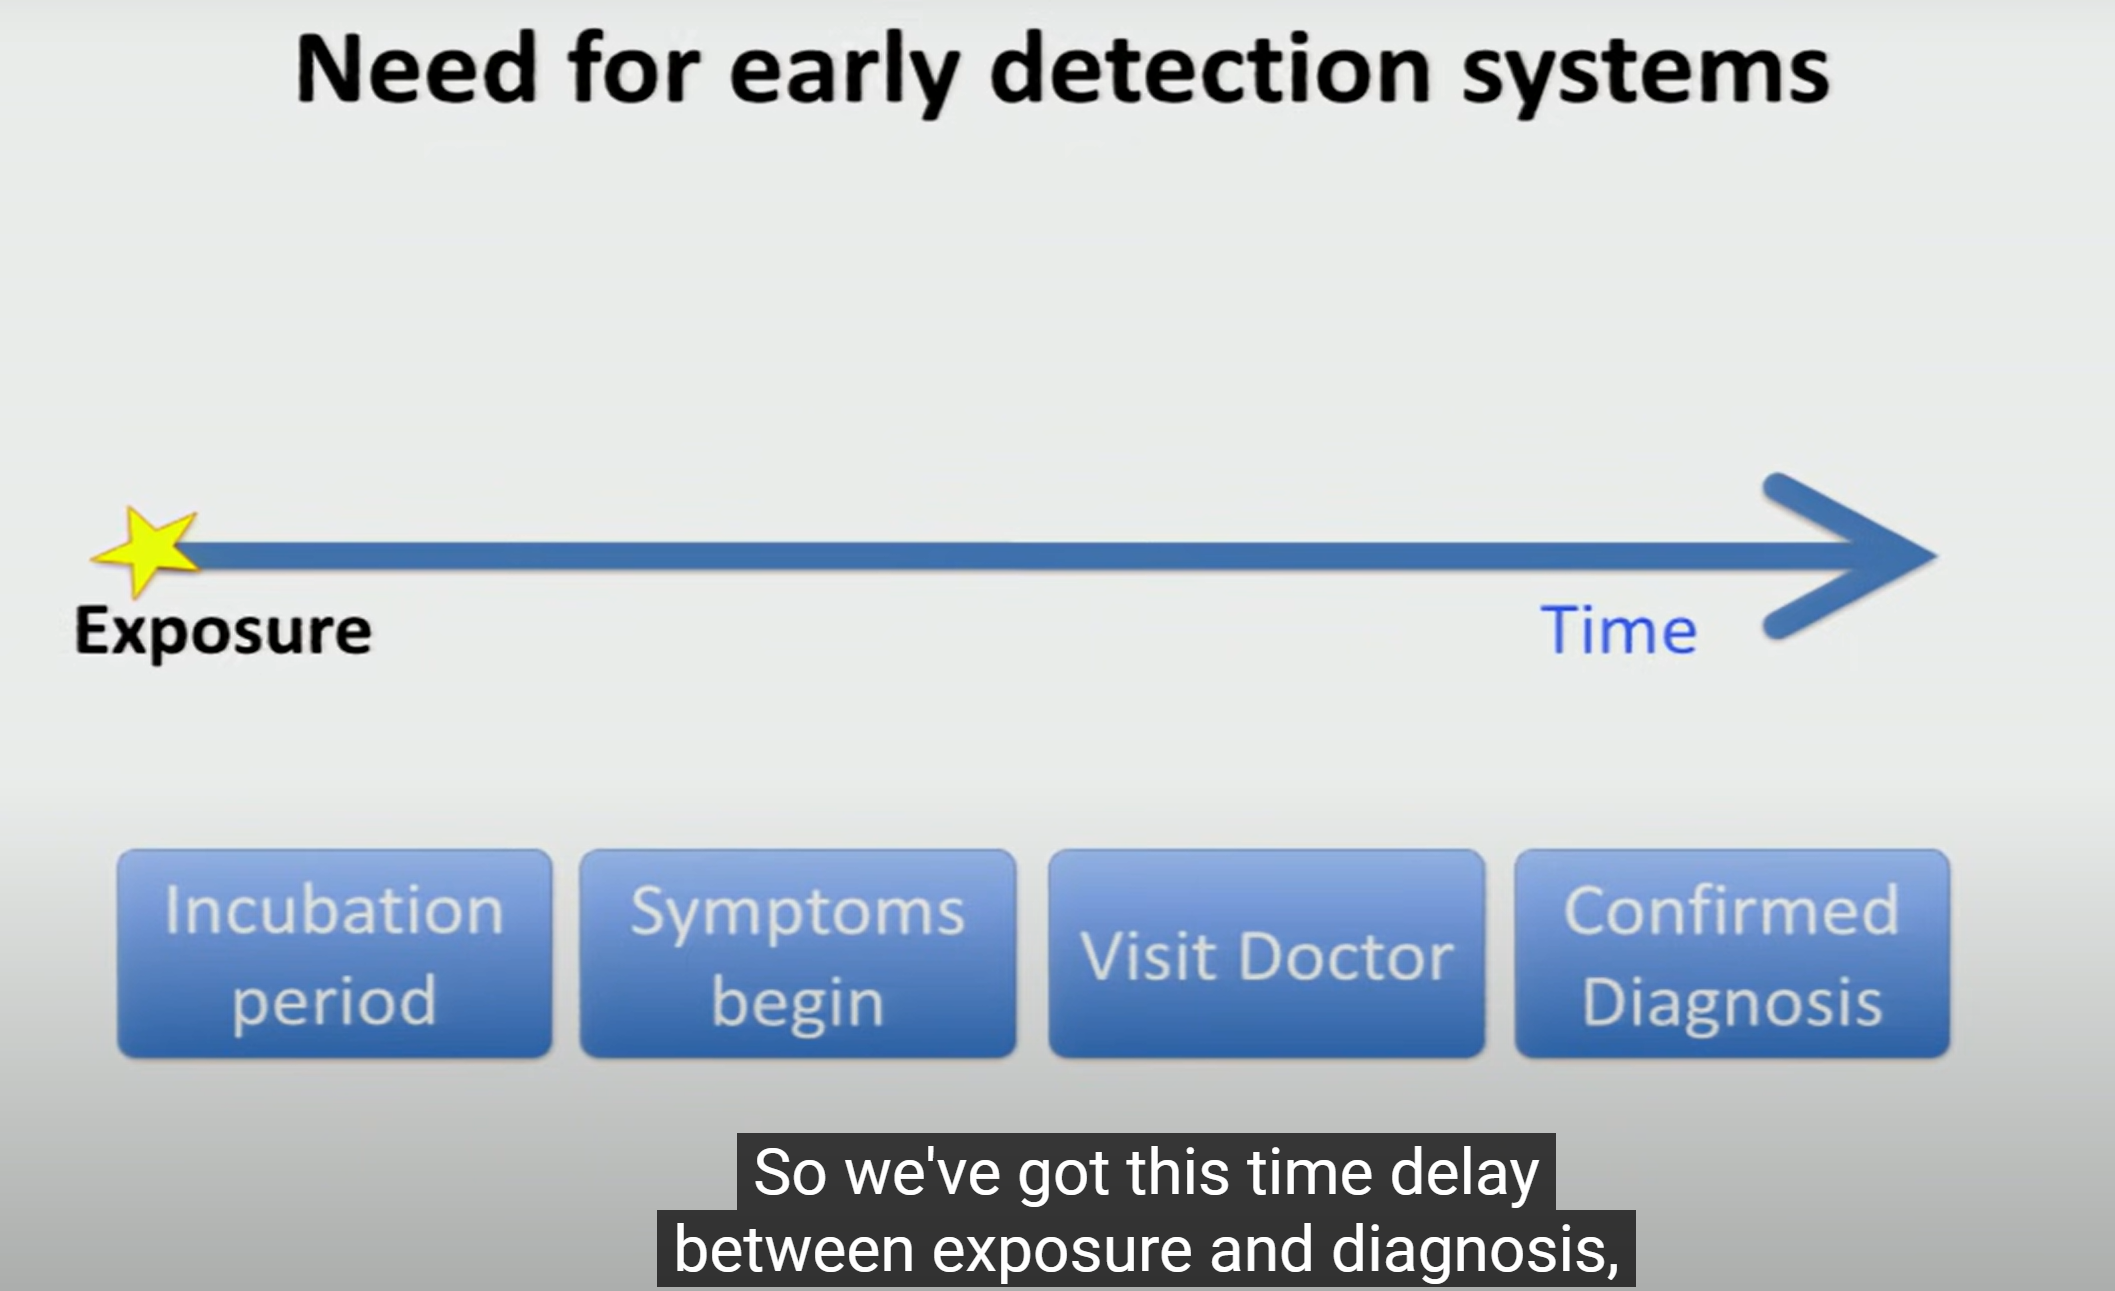 Need for early detection systems
Exposure
Time
Incubation
period
Symptoms
begin
Visit Doctor
Confirmed
Diagnosis
So we've got this time delay
between exposure and diagnosis,